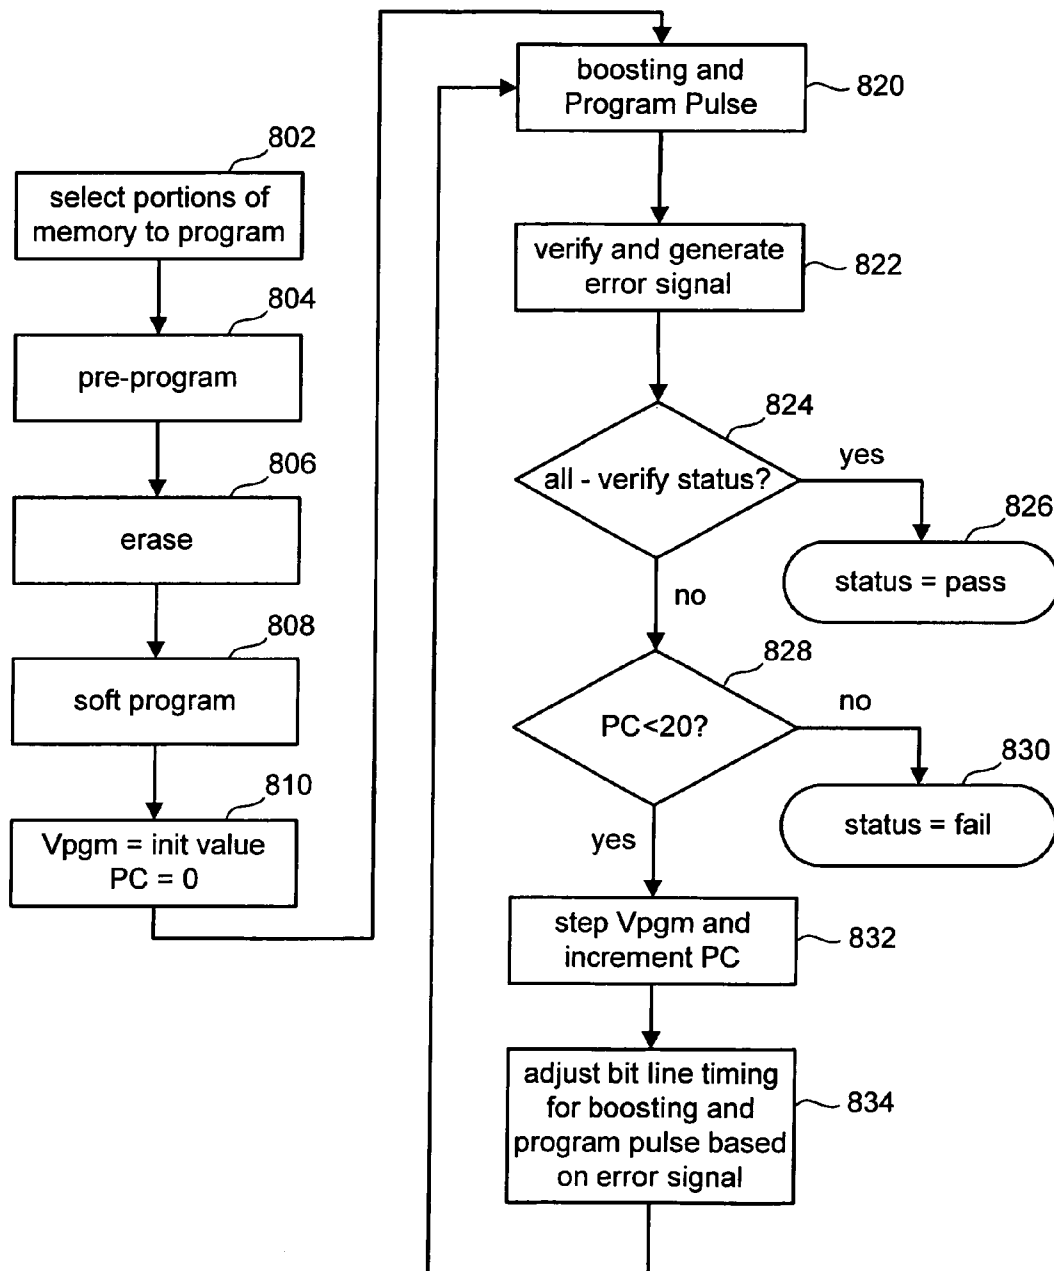 802
select portions of
memory to program
804
pre-program
806
erase
808
soft program
810
Vpgm = init value
PC = 0
boosting and
Program Pulse
820
verify and generate
error signal
822
824
all - verify status?
yes
826
status = pass
no
828
PC<20?
no
830
status = fail
yes
step Vpgm and
increment PC
832
adjust bit line timing
for boosting and
program pulse based
on error signal
834